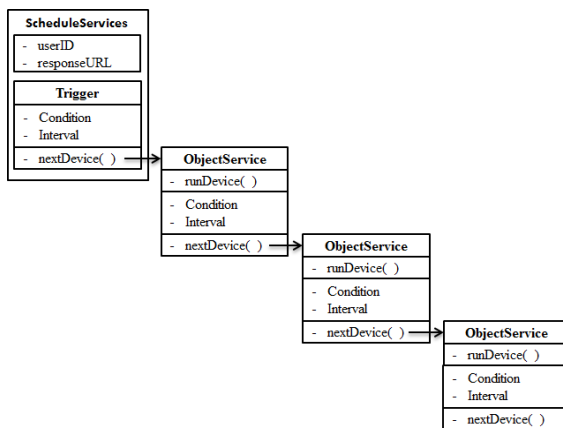 ScheduleServices
- userID
- responseURL
Trigger
- Condition
- Interval
- nextDevice( )
ObjectService
- runDevice( )
- Condition
- Interval
- nextDevice( )
ObjectService
- runDevice( )
- Condition
- Interval
- nextDevice( )
ObjectService
- runDevice( )
- Condition
- Interval
- nextDevice( )